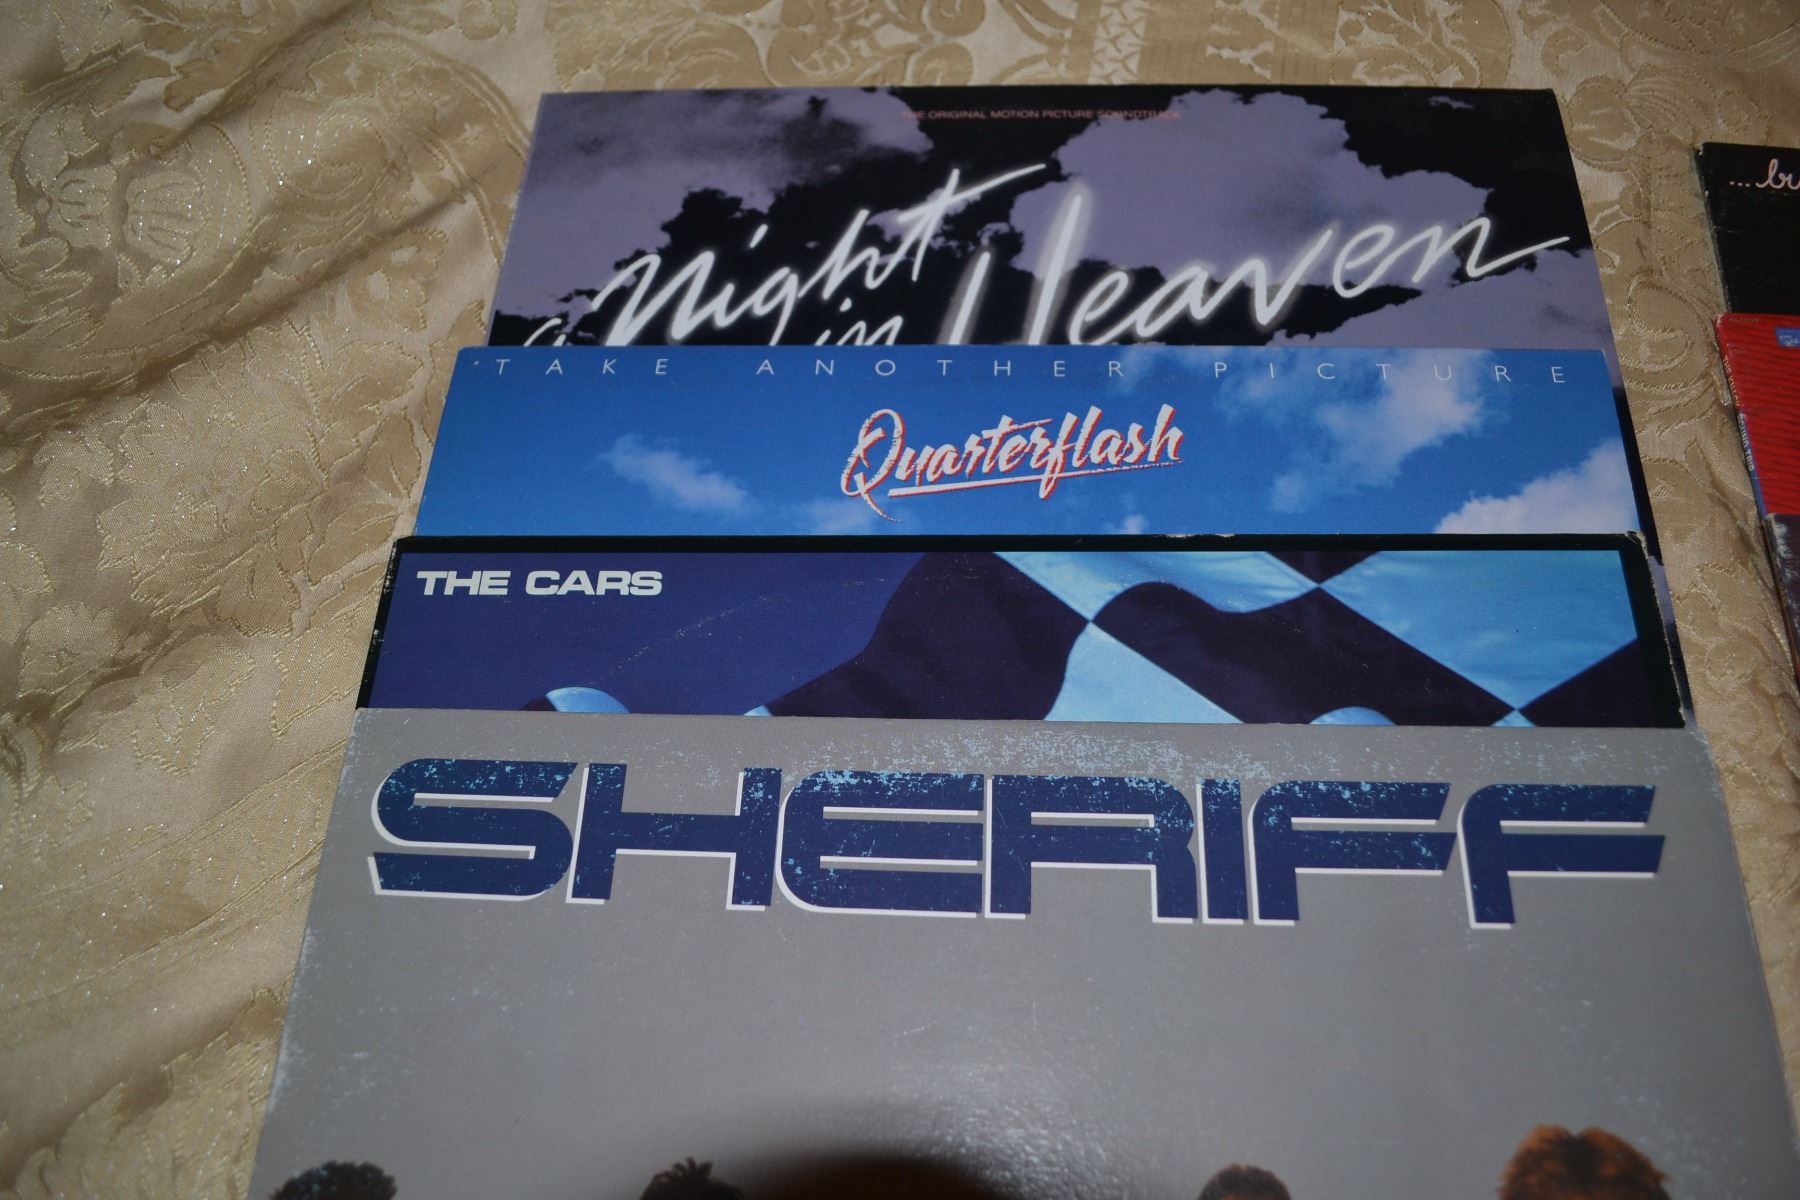 THE ORIGINAL MOTION PICTURE SOUNDTRACK
a Night
in Heaven
TAKE ANOTHER PICTURE
Quarterflash
THE CARS
SHERIFF